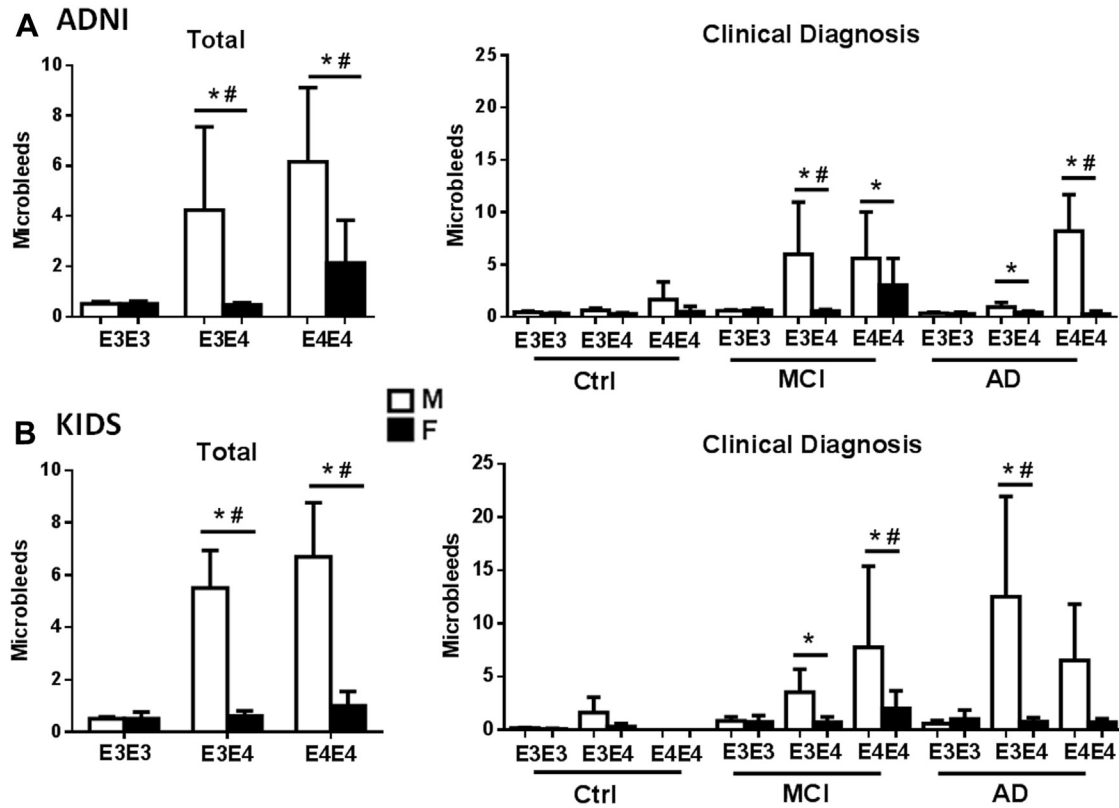 A ADNI
Total
Microbleeds
10
8
6
4
2
0
* #
* #
E3E3 E3E4 E4E4
Clinical Diagnosis
Microbleeds
25
20
15
10
5
0
* #
*
*
* #
E3E3 E3E4 E4E4 E3E3 E3E4 E4E4 E3E3 E3E4 E4E4
Ctrl MCI AD
M
F
B KIDS
Total
Microbleeds
10
8
6
4
2
0
* #
* #
E3E3 E3E4 E4E4
Clinical Diagnosis
Microbleeds
25
20
15
10
5
0
*
* #
* #
E3E3 E3E4 E4E4 E3E3 E3E4 E4E4 E3E3 E3E4 E4E4
Ctrl MCI AD